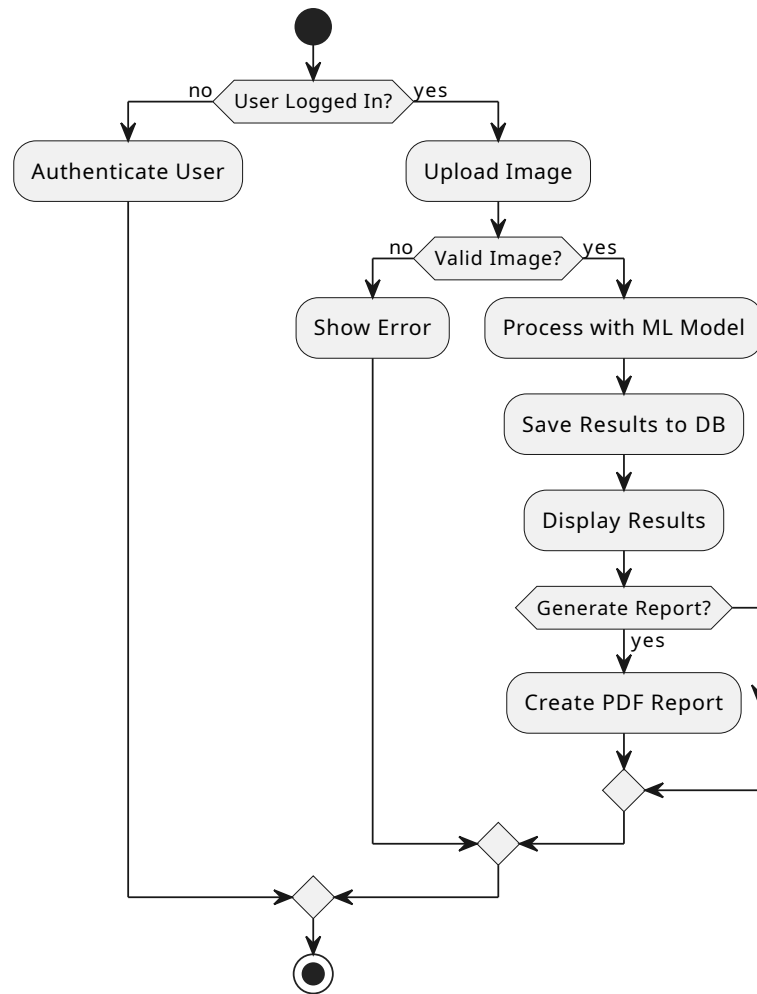 User Logged In?
no
yes
Authenticate User
Upload Image
Valid Image?
no
yes
Show Error
Process with ML Model
Save Results to DB
Display Results
Generate Report?
yes
Create PDF Report